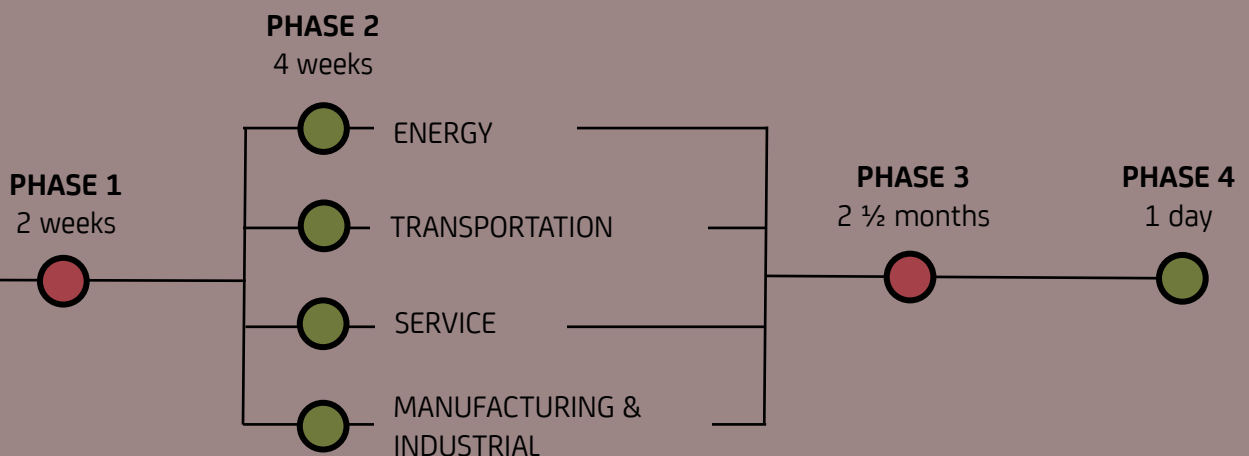 PHASE 2
4 weeks
ENERGY
PHASE 1
2 weeks
TRANSPORTATION
PHASE 3
2 ½ months
PHASE 4
1 day
SERVICE
MANUFACTURING &
INDUSTRIAL